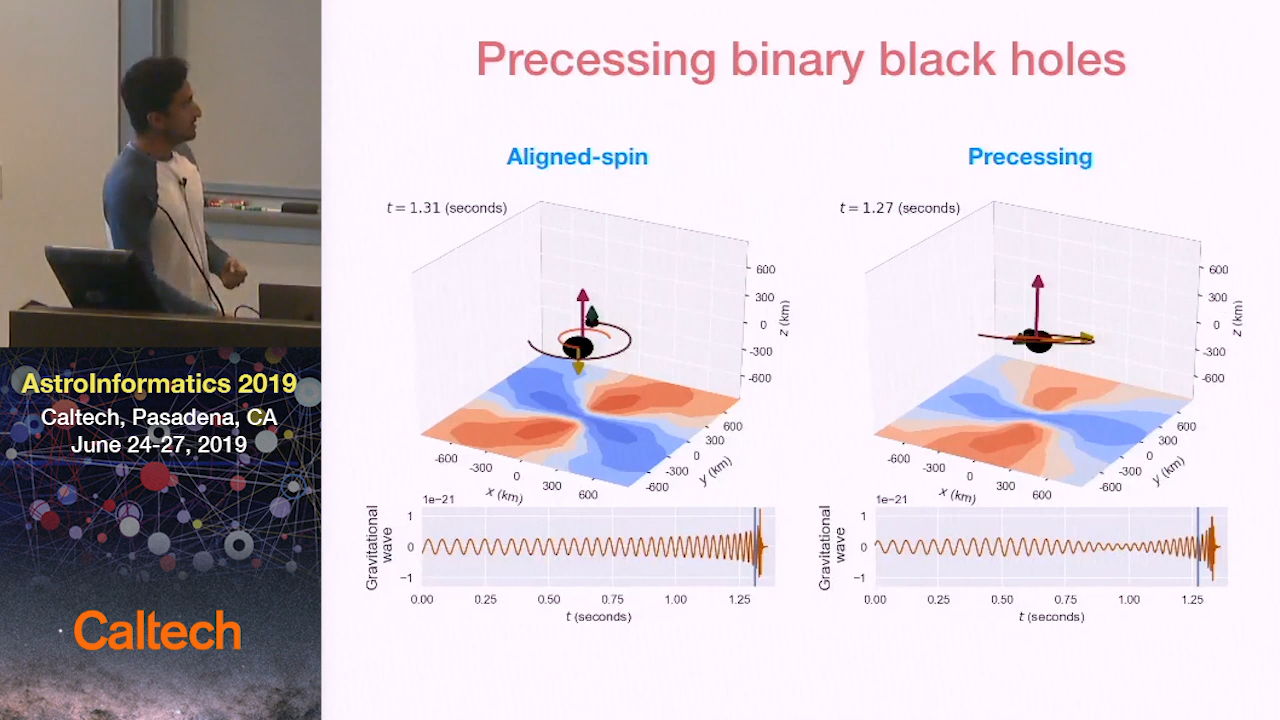 Precessing binary black holes
Aligned-spin
t = 1.31 (seconds)
600
300
0
-300
-600
z (km)
-600
-300
0
300
600
x (km)
-600
-300
0
300
600
y (km)
1e−21
1
0
−1
Gravitational
wave
0.00
0.25
0.50
0.75
1.00
1.25
t (seconds)
Precessing
t = 1.27 (seconds)
600
300
0
-300
-600
z (km)
-600
-300
0
300
600
x (km)
-600
-300
0
300
600
y (km)
1e−21
1
0
−1
Gravitational
wave
0.00
0.25
0.50
0.75
1.00
1.25
t (seconds)
AstroInformatics 2019
Caltech, Pasadena, CA
June 24-27, 2019
Caltech